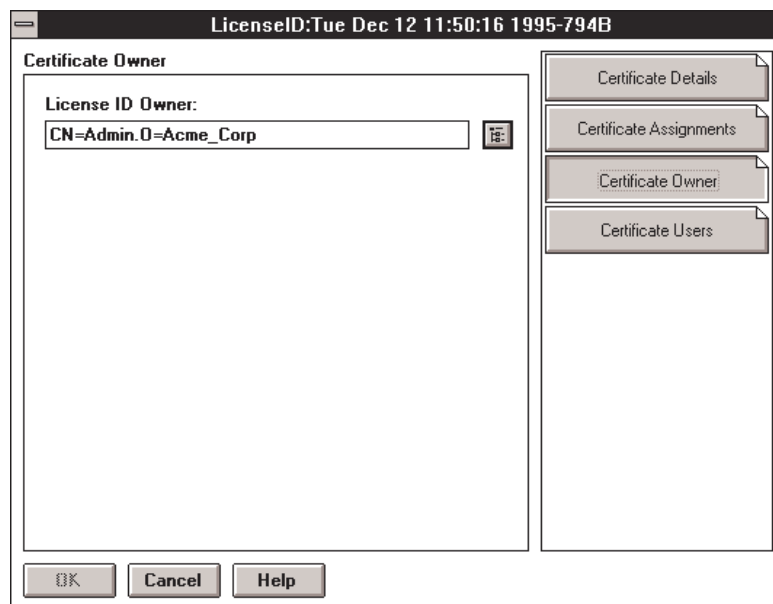 LicenseID:Tue Dec 12 11:50:16 1995-794B
Certificate Owner
License ID Owner:
CN=Admin.O=Acme_Corp
Certificate Details
Certificate Assignments
Certificate Owner
Certificate Users
OK
Cancel
Help